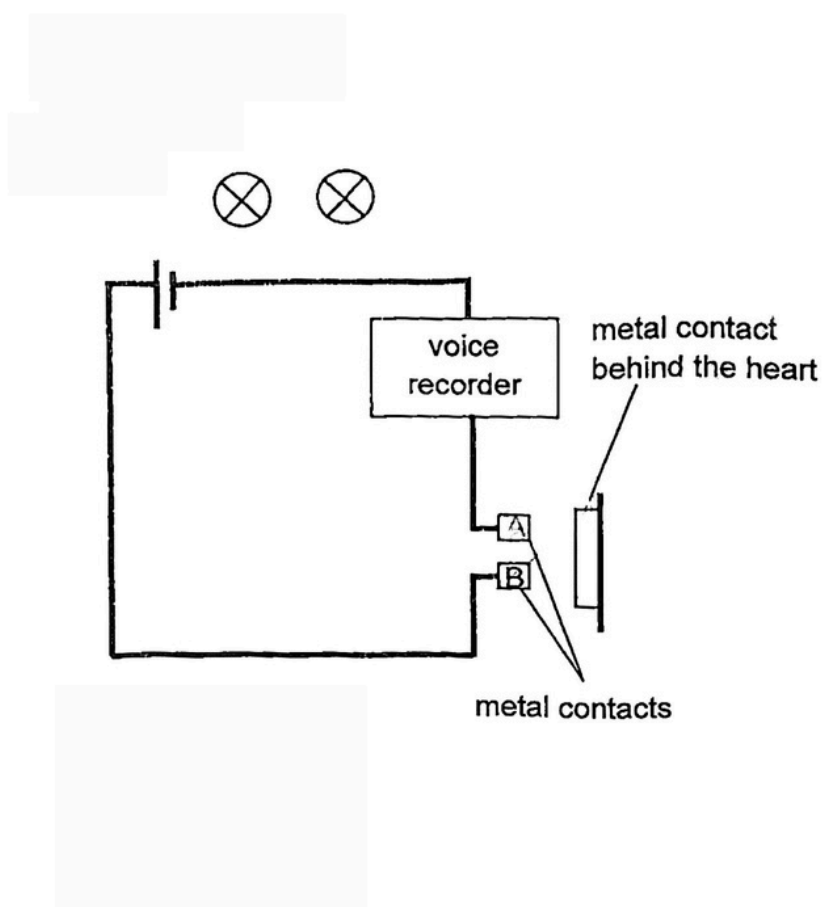 voice
recorder
metal contact
behind the heart
A
B
metal contacts